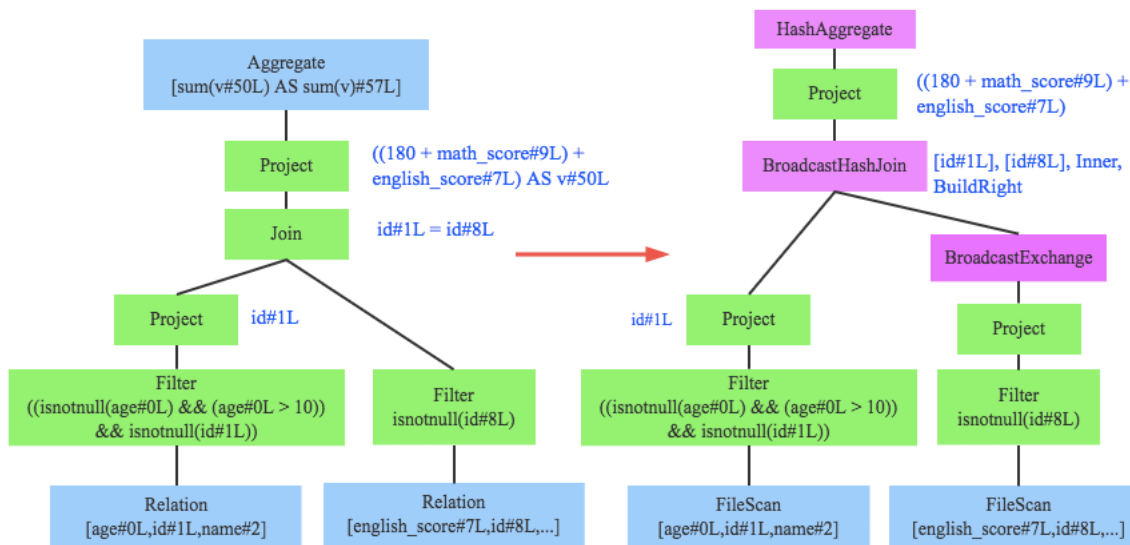 Aggregate
[sum(v#50L) AS sum(v)#57L]
Project
((180 + math_score#9L) +
english_score#7L) AS v#50L
Join
id#1L = id#8L
Project
id#1L
Filter
((isnotnull(age#0L) && (age#0L > 10))
&& isnotnull(id#1L))
Filter
isnotnull(id#8L)
Relation
[age#0L,id#1L,name#2]
Relation
[english_score#7L,id#8L,...]
HashAggregate
Project
((180 + math_score#9L) +
english_score#7L)
BroadcastHashJoin
[id#1L], [id#8L], Inner,
BuildRight
BroadcastExchange
id#1L
Project
Project
Filter
((isnotnull(age#0L) && (age#0L > 10))
&& isnotnull(id#1L))
Filter
isnotnull(id#8L)
FileScan
[age#0L,id#1L,name#2]
FileScan
[english_score#7L,id#8L,...]